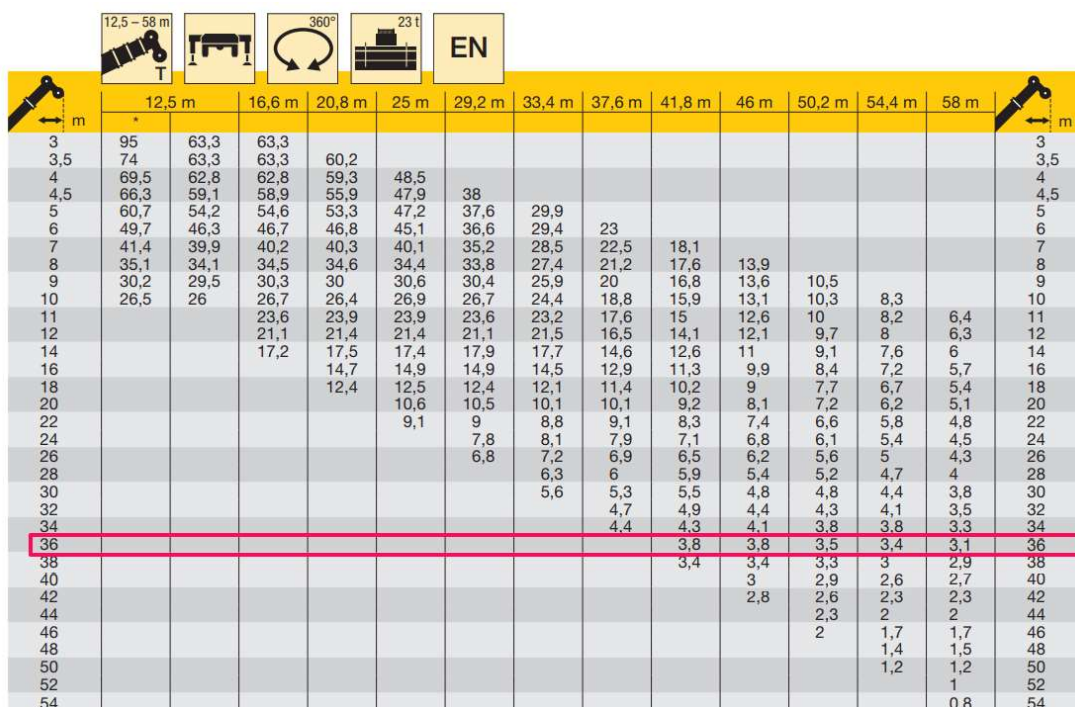 12,5 – 58 m 360° 23 t
T EN
12,5 m 16,6 m 20,8 m 25 m 29,2 m 33,4 m 37,6 m 41,8 m 46 m 50,2 m 54,4 m 58 m
m * m
3 95 63,3 63,3 3
3,5 74 63,3 63,3 60,2 3,5
4 69,5 62,8 62,8 59,3 48,5 4
4,5 66,3 59,1 58,9 55,9 47,9 38 4,5
5 60,7 54,2 54,6 53,3 47,2 37,6 29,9 5
6 49,7 46,3 46,7 46,8 45,1 36,6 29,4 23 6
7 41,4 39,9 40,2 40,3 40,1 35,2 28,5 22,5 18,1 7
8 35,1 34,1 34,5 34,6 34,4 33,8 27,4 21,2 17,6 13,9 8
9 30,2 29,5 30,3 30 30,6 30,4 25,9 20 16,8 13,6 10,5 9
10 26,5 26 26,7 26,4 26,9 26,7 24,4 18,8 15,9 13,1 10,3 8,3 10
11 23,6 23,9 23,9 23,6 23,2 17,6 15 12,6 10 8,2 6,4 11
12 21,1 21,4 21,4 21,1 21,5 16,5 14,1 12,1 9,7 8 6,3 12
14 17,2 17,5 17,4 17,9 17,7 14,6 12,6 11 9,1 7,6 6 14
16 14,7 14,9 14,9 14,5 12,9 11,3 9,9 8,4 7,2 5,7 16
18 12,4 12,5 12,4 12,1 11,4 10,2 9 7,7 6,7 5,4 18
20 10,6 10,5 10,1 10,1 9,2 8,1 7,2 6,2 5,1 20
22 9,1 9 8,8 9,1 8,3 7,4 6,6 5,8 4,8 22
24 7,8 8,1 7,9 7,1 6,8 6,1 5,4 4,5 24
26 6,8 7,2 6,9 6,5 6,2 5,6 5 4,3 26
28 6,3 6 5,9 5,4 5,2 4,7 4 28
30 5,6 5,3 5,5 4,8 4,8 4,4 3,8 30
32 4,7 4,9 4,4 4,3 4,1 3,5 32
34 4,4 4,3 4,1 3,8 3,8 3,3 34
36 3,8 3,8 3,5 3,4 3,1 36
38 3,4 3,4 3,3 3 2,9 38
40 3 2,9 2,6 2,7 40
42 2,8 2,6 2,3 2,3 42
44 2,3 2 2 44
46 2 1,7 1,7 46
48 1,4 1,5 48
50 1,2 1,2 50
52 1 52
54 0,8 54